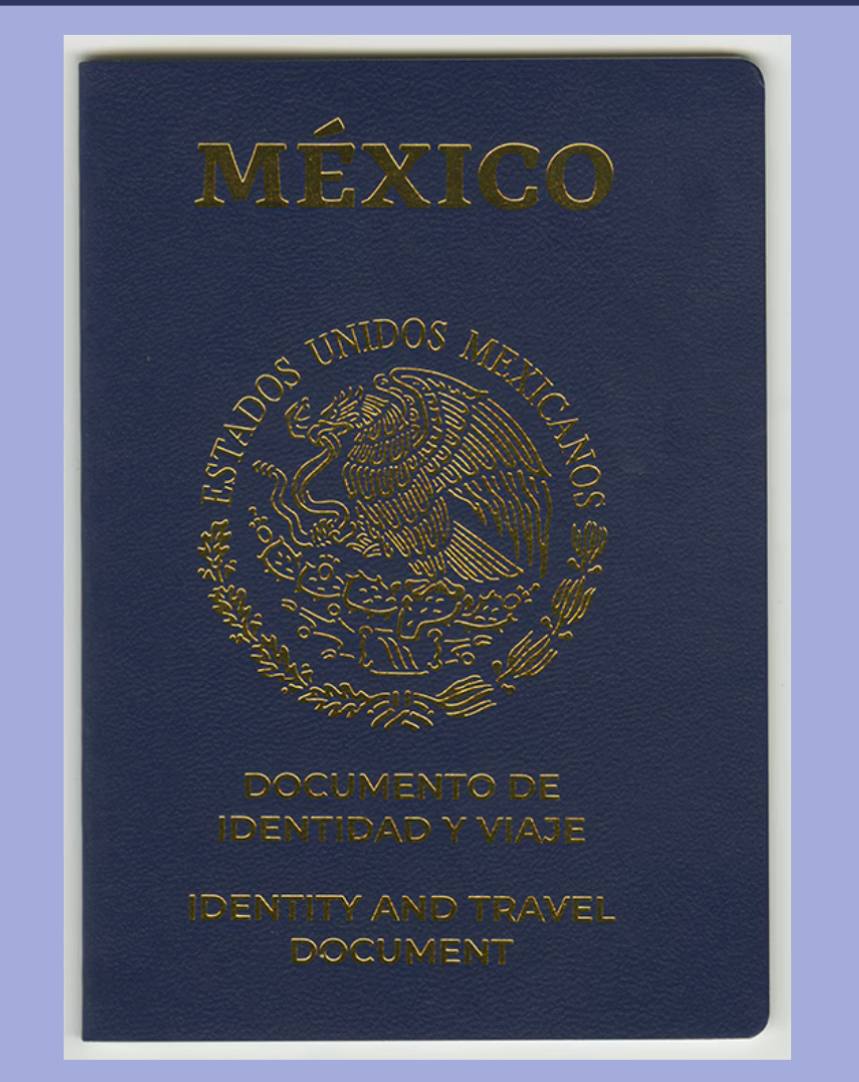 MÉXICO
ESTADOS UNIDOS MEXICANOS
DOCUMENTO DE
IDENTIDAD Y VIAJE
IDENTITY AND TRAVEL
DOCUMENT